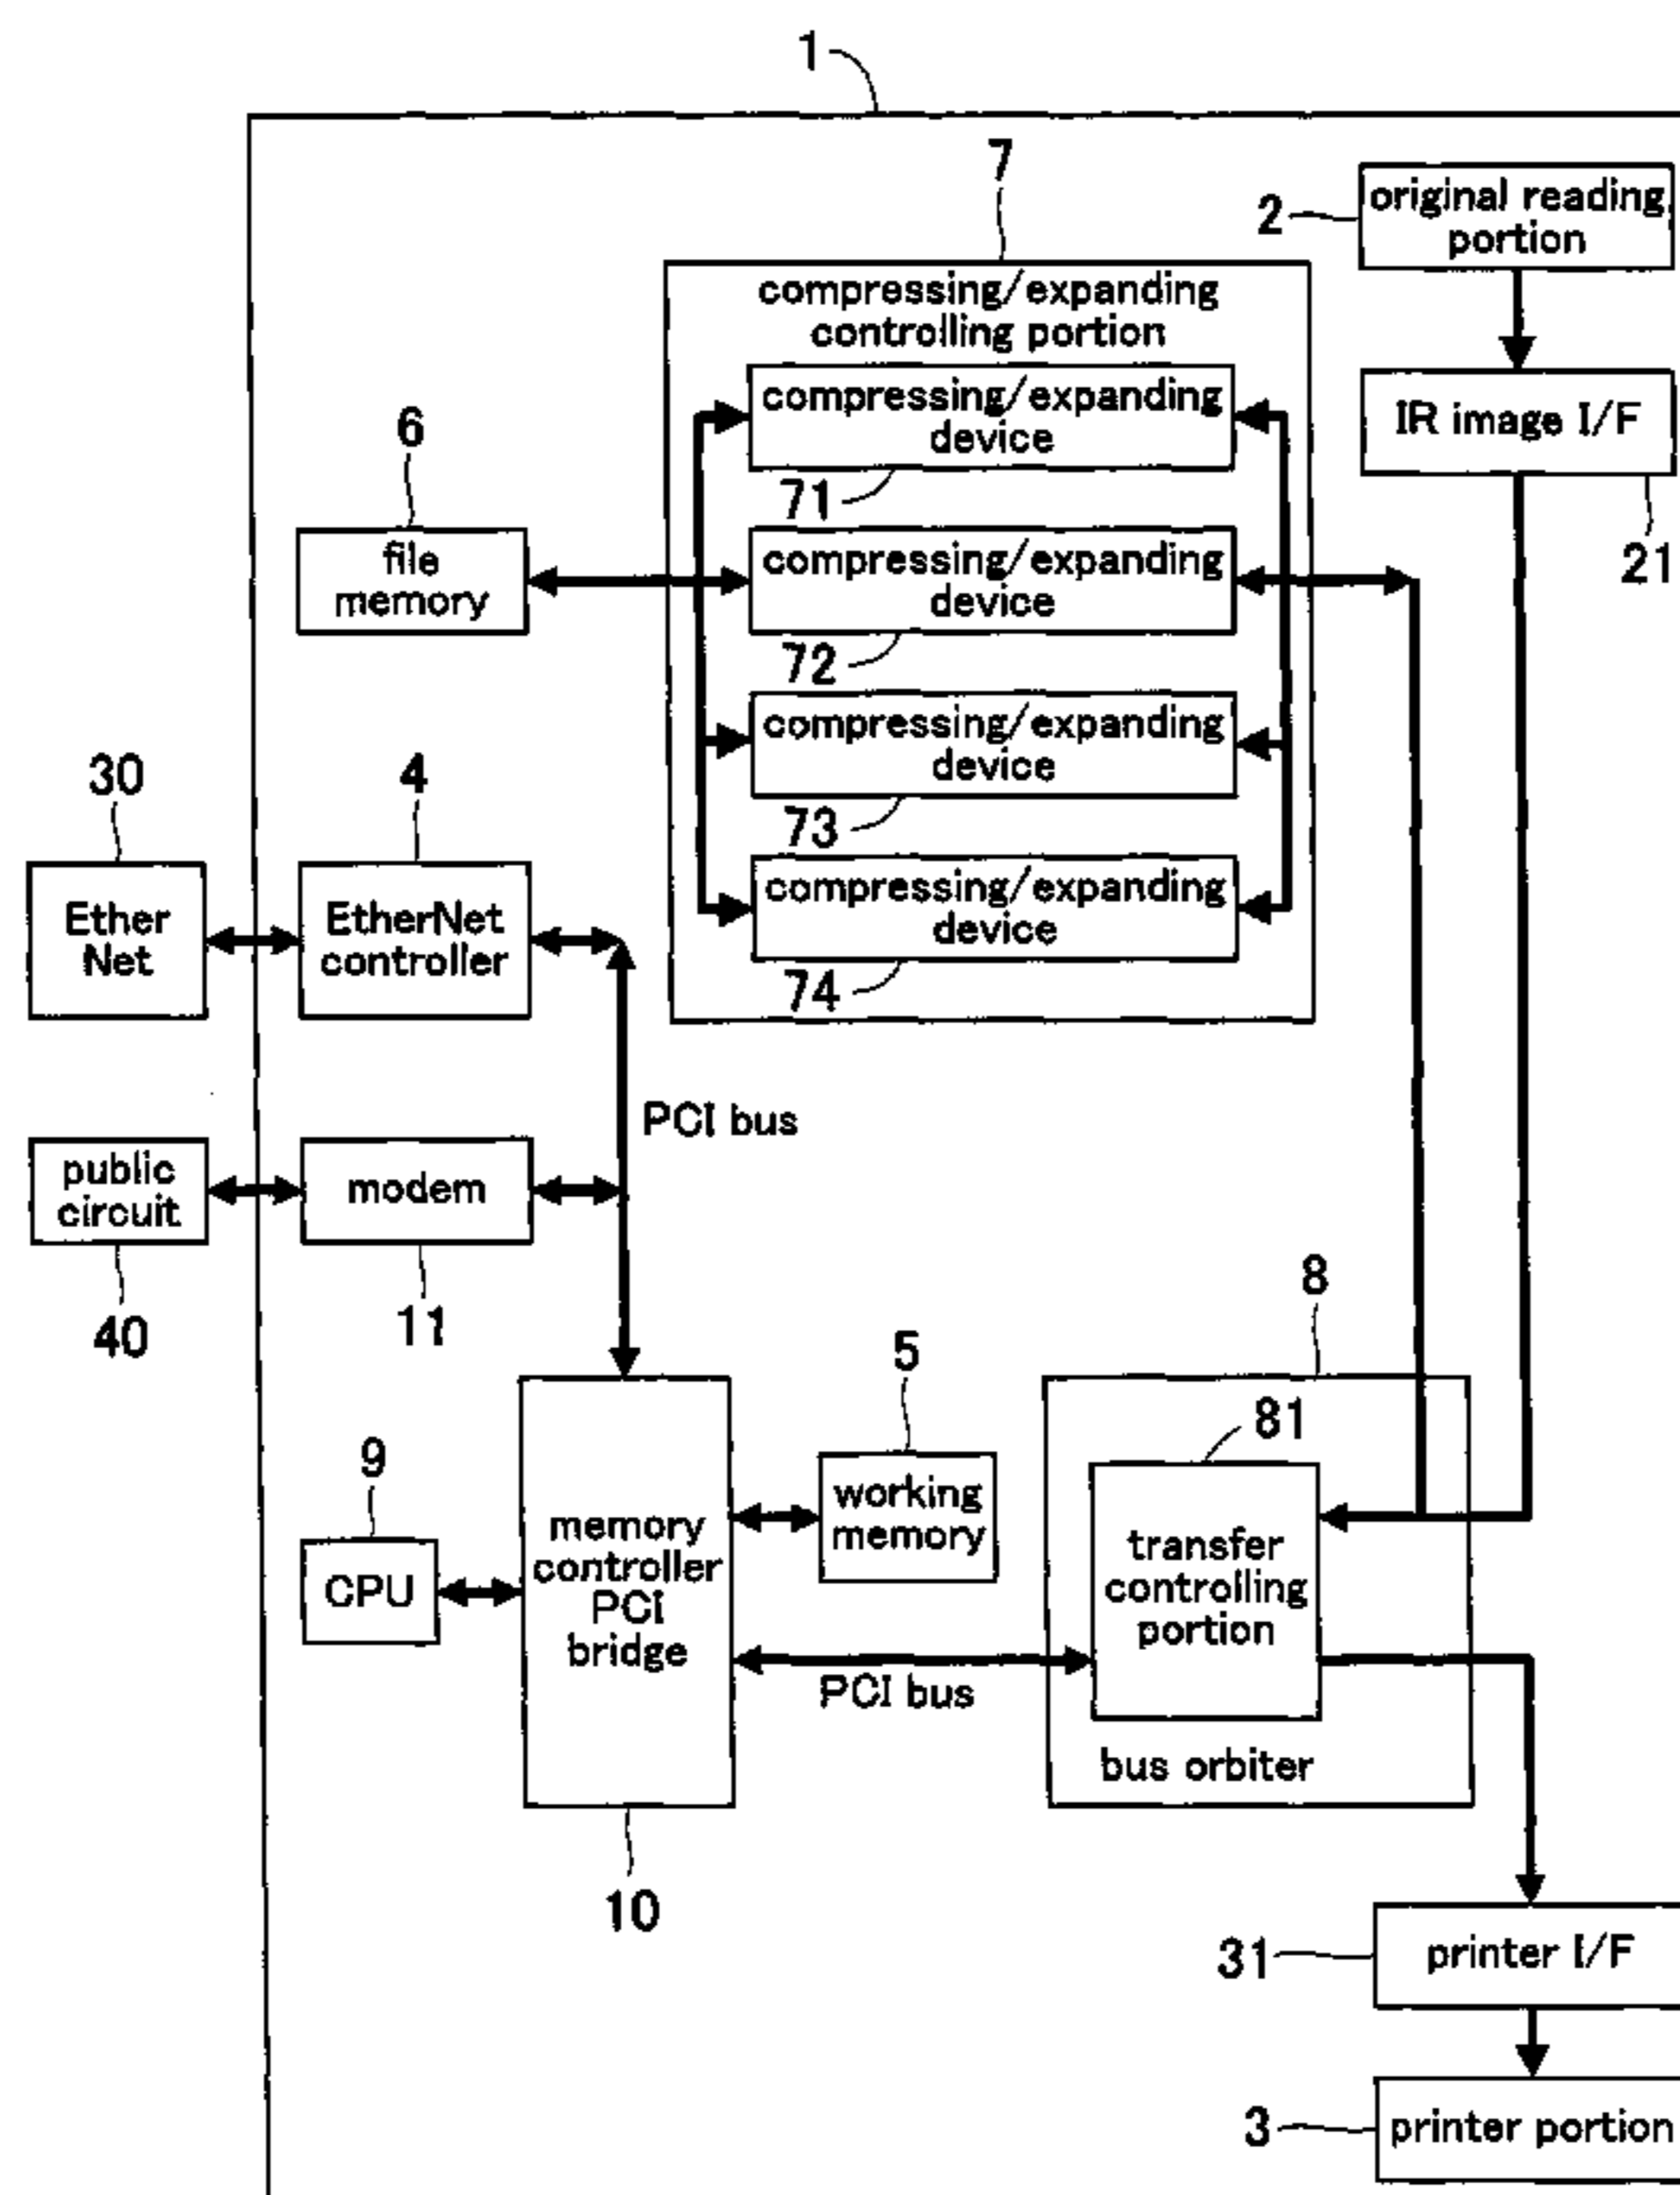 1
7
2
original reading
portion
compressing/expanding
controlling portion
compressing/expanding
device
71
IR image I/F
21
6
file
memory
compressing/expanding
device
72
compressing/expanding
device
73
30
4
Ether
Net
EtherNet
controller
compressing/expanding
device
74
PCI bus
public
circuit
modem
40
11
8
5
81
9
working
memory
CPU
memory
controller
PCI
bridge
transfer
controlling
portion
PCI bus
bus orbiter
10
31
printer I/F
3
printer portion